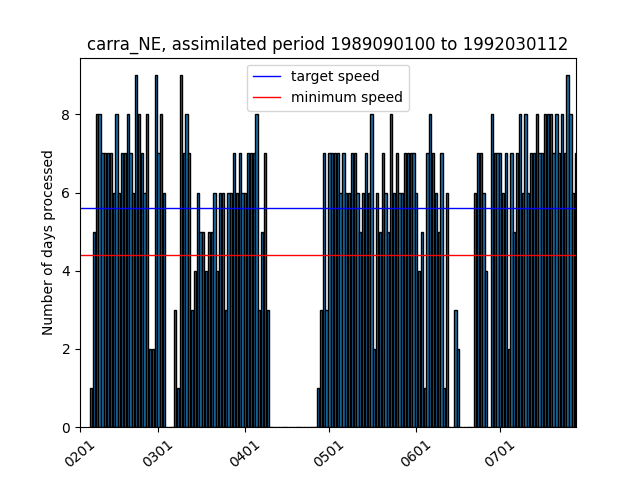 carra_NE, assimilated period 1989090100 to 1992030112
target speed
minimum speed
Number of days processed
8
6
4
2
0
0201
0301
0401
0501
0601
0701